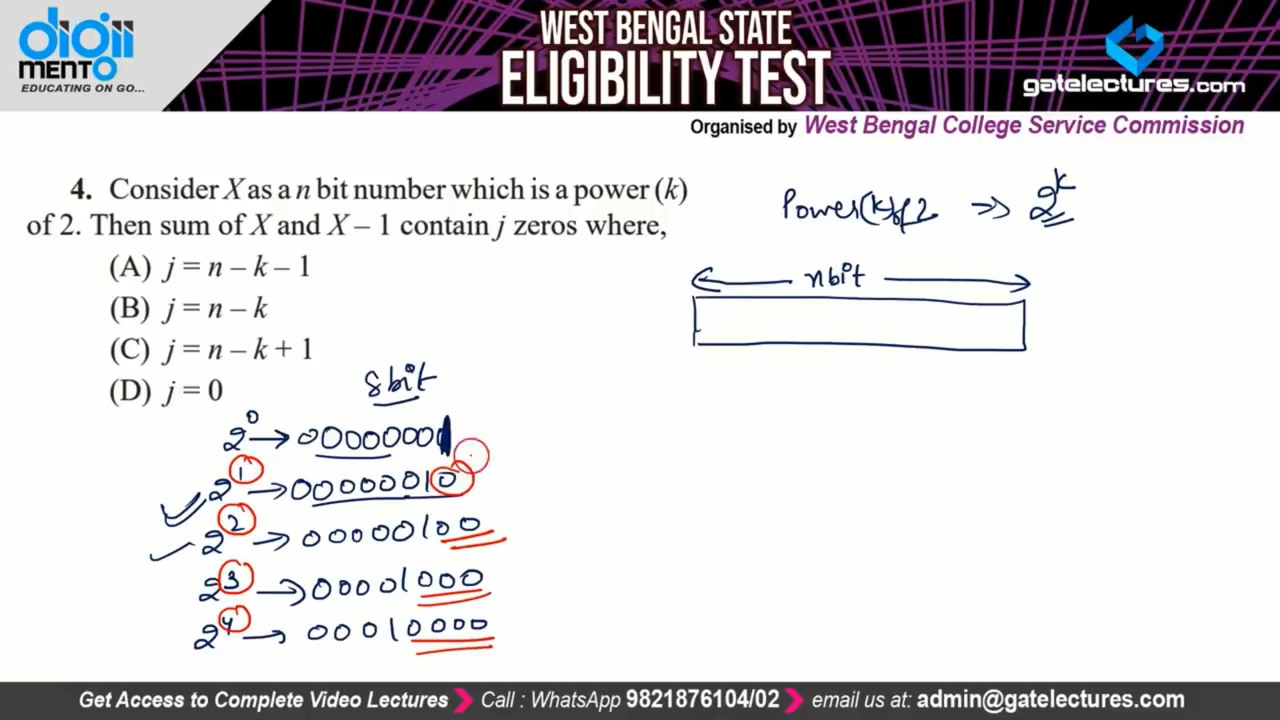 digii
MENTO
EDUCATING ON GO...
WEST BENGAL STATE
ELIGIBILITY TEST
gatelectures.com
Organised by West Bengal College Service Commission
4. Consider X as a n bit number which is a power (k)
of 2. Then sum of X and X – 1 contain j zeros where,
(A) j = n – k – 1
(B) j = n – k
(C) j = n – k + 1
(D) j = 0
Power(k) of 2 ⇒ 2^k
n bit
8 bit
2^0 → 00000001
2^1 → 00000010
2^2 → 00000100
2^3 → 00001000
2^4 → 00010000
Get Access to Complete Video Lectures Call : WhatsApp 9821876104/02 email us at: admin@gatelectures.com